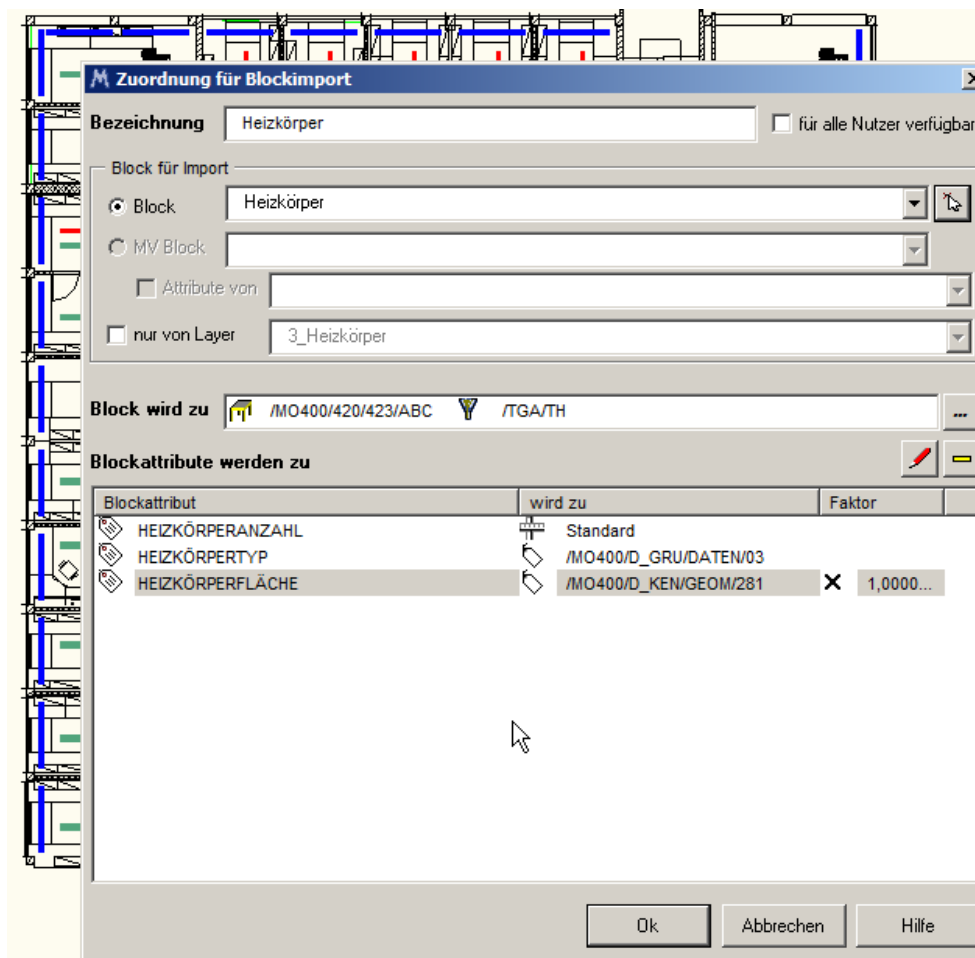 Zuordnung für Blockimport
Bezeichnung Heizkörper für alle Nutzer verfügbar
Block für Import
Block Heizkörper
MV Block
Attribute von
nur von Layer 3_Heizkörper
Block wird zu /MO400/420/423/ABC /TGA/TH ...
Blockattribute werden zu
Blockattribut wird zu Faktor
HEIZKÖRPERANZAHL Standard
HEIZKÖRPERTYP /MO400/D_GRU/DATEN/03
HEIZKÖRPERFLÄCHE /MO400/D_KEN/GEOM/281 1,0000...
Ok Abbrechen Hilfe